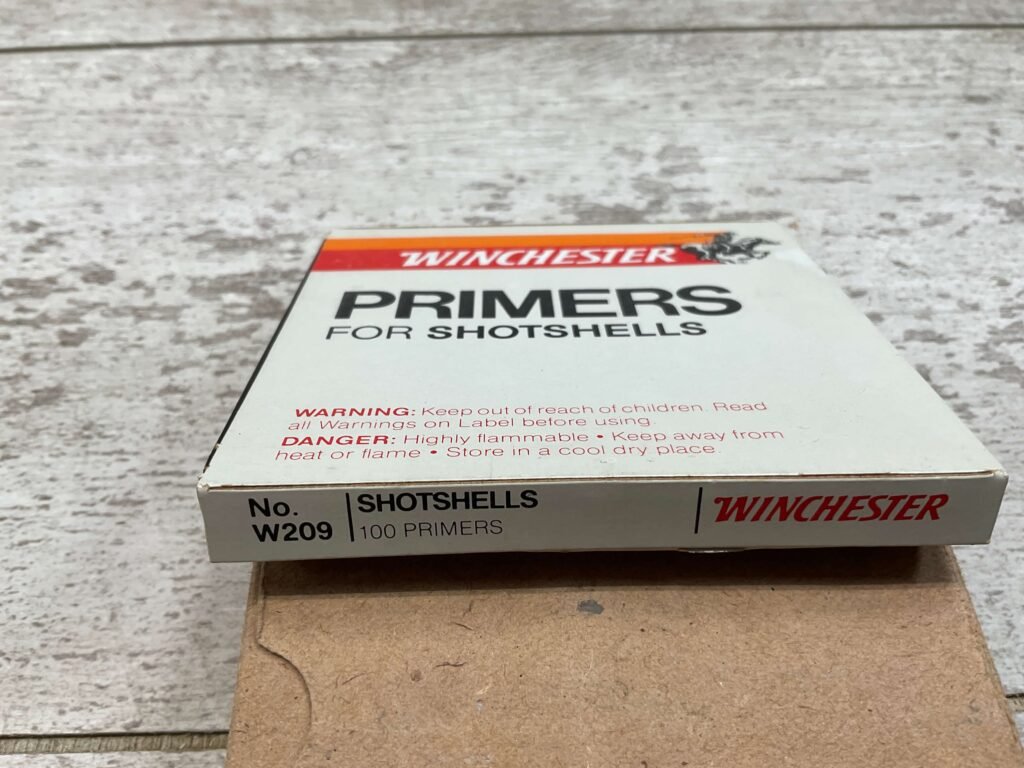 WINCHESTER
PRIMERS
FOR SHOTSHELLS
WARNING: Keep out of reach of children. Read
all Warnings on Label before using.
DANGER: Highly flammable • Keep away from
heat or flame • Store in a cool dry place.
No.
W209
SHOTSHELLS
100 PRIMERS
WINCHESTER